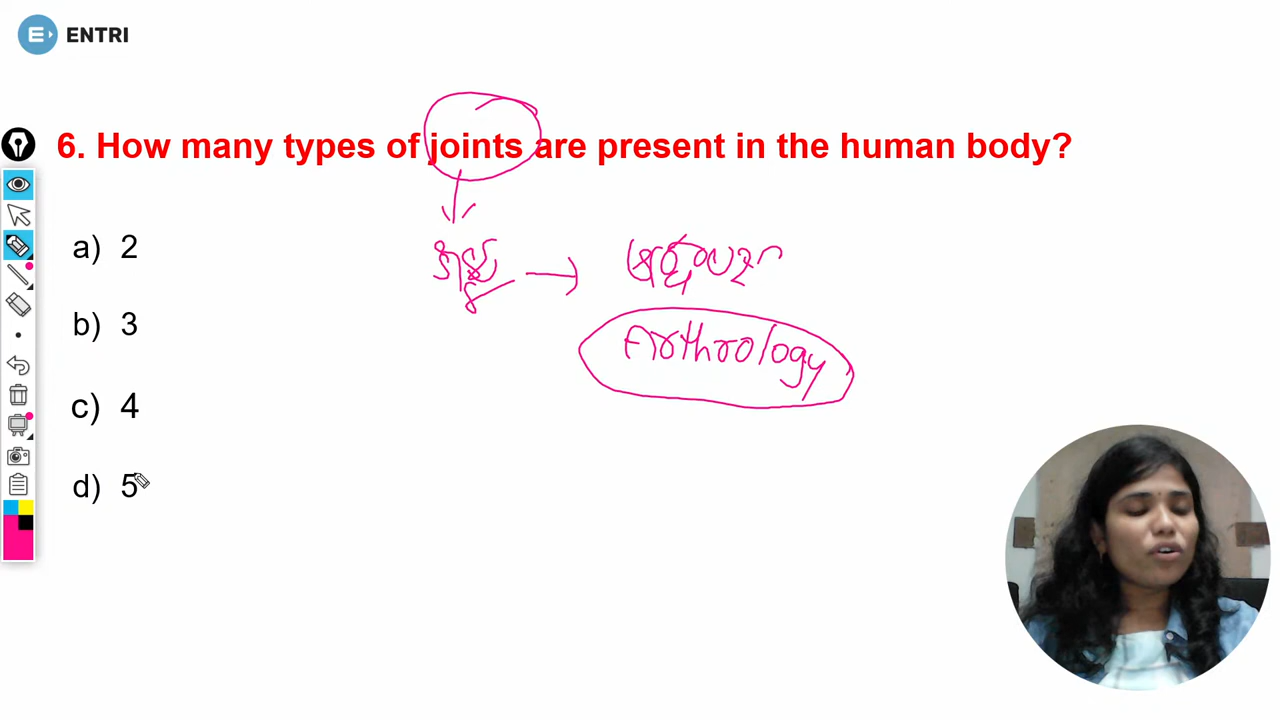 ENTRI
6. How many types of joints are present in the human body?
a) 2
b) 3
Arthrology
c) 4
d) 5